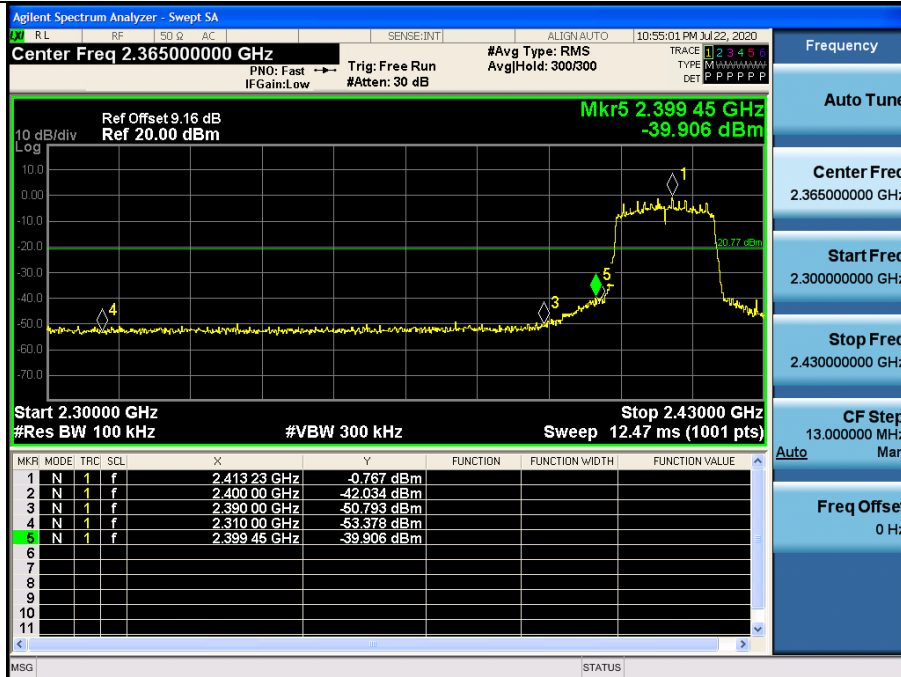 Agilent Spectrum Analyzer - Swept SA
LXI RL RF 50 Ω AC SENSE:INT ALIGN AUTO 10:55:01 PM Jul 22, 2020
Center Freq 2.365000000 GHz
PNO: Fast
IFGain:Low
Trig: Free Run
#Atten: 30 dB
#Avg Type: RMS
Avg|Hold: 300/300
TRACE 1 2 3 4 5 6
TYPE M WWWWW
DET P P P P P P
Mkr5 2.399 45 GHz
-39.906 dBm
Ref Offset 9.16 dB
10 dB/div Ref 20.00 dBm
Log
10.0
0.00
-10.0
-20.0
-30.0
-40.0
-50.0
-60.0
-70.0
1
20.77 dBm
5
3
4
Start 2.30000 GHz Stop 2.43000 GHz
#Res BW 100 kHz #VBW 300 kHz Sweep 12.47 ms (1001 pts)
MKR MODE TRC SCL X Y FUNCTION FUNCTION WIDTH FUNCTION VALUE
1 N 1 f 2.413 23 GHz -0.767 dBm
2 N 1 f 2.400 00 GHz -42.034 dBm
3 N 1 f 2.390 00 GHz -50.793 dBm
4 N 1 f 2.310 00 GHz -53.378 dBm
5 N 1 f 2.399 45 GHz -39.906 dBm
6
7
8
9
10
11
MSG STATUS
Frequency
Auto Tune
Center Freq
2.365000000 GHz
Start Freq
2.300000000 GHz
Stop Freq
2.430000000 GHz
CF Step
13.000000 MHz
Auto Man
Freq Offset
0 Hz